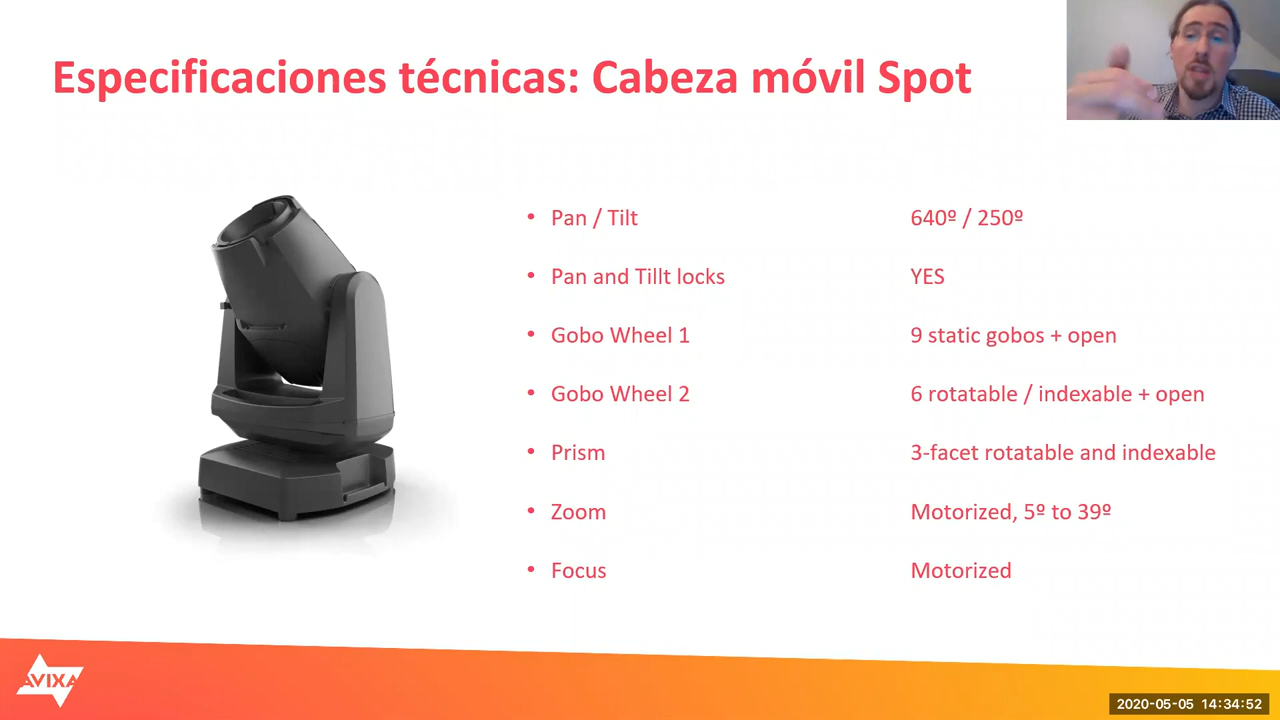 Especificaciones técnicas: Cabeza móvil Spot
• Pan / Tilt 640º / 250º
• Pan and Tillt locks YES
• Gobo Wheel 1 9 static gobos + open
• Gobo Wheel 2 6 rotatable / indexable + open
• Prism 3-facet rotatable and indexable
• Zoom Motorized, 5º to 39º
• Focus Motorized
AVIXA
2020-05-05 14:34:52